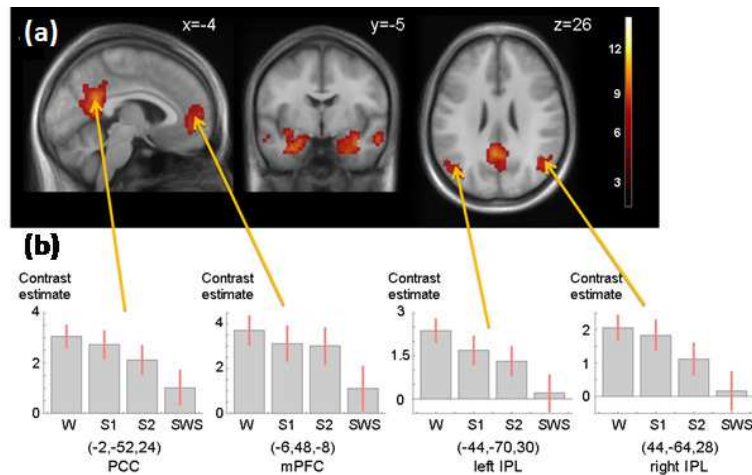 (a)
x=-4
y=-5
z=26
12
9
6
3
(b)
Contrast estimate
4
2
0
W S1 S2 SWS
(-2,-52,24)
PCC
Contrast estimate
4
2
0
W S1 S2 SWS
(-6,48,-8)
mPFC
Contrast estimate
3
1.5
0
W S1 S2 SWS
(-44,-70,30)
left IPL
Contrast estimate
2
1
0
W S1 S2 SWS
(44,-64,28)
right IPL